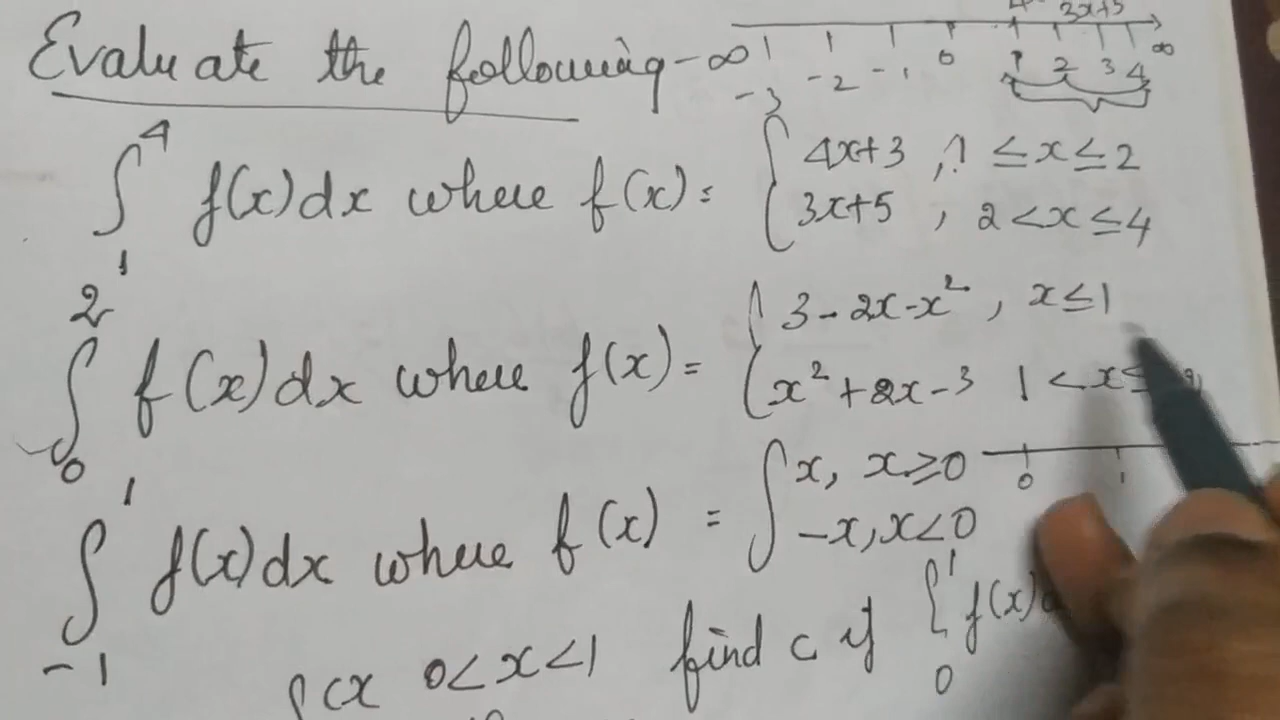 Evaluate the following
-∞ -3 -2 -1 0 1 2 3 4 ∞
3x+5
∫₁⁴ f(x)dx where f(x) = { 4x+3 , 1 ≤ x ≤ 2
3x+5 , 2 < x ≤ 4
∫₀² f(x)dx where f(x) = { 3-2x-x² , x ≤ 1
x²+2x-3 1 < x ≤
0 1
∫₋₁¹ f(x)dx where f(x) = { x, x ≥ 0
-x, x < 0
{ cx 0 < x < 1 find c if ∫₀¹ f(x)